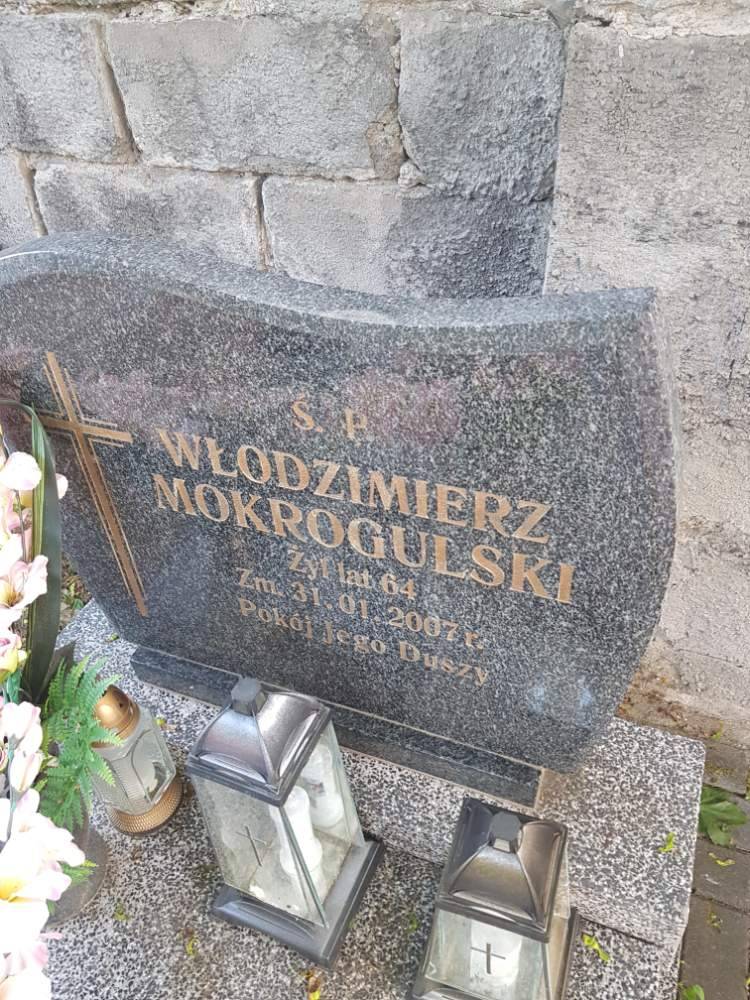 Ś. P.
WŁODZIMIERZ
MOKROGULSKI
Żył lat 64
Zm. 31.01.2007r.
Pokój Jego Duszy